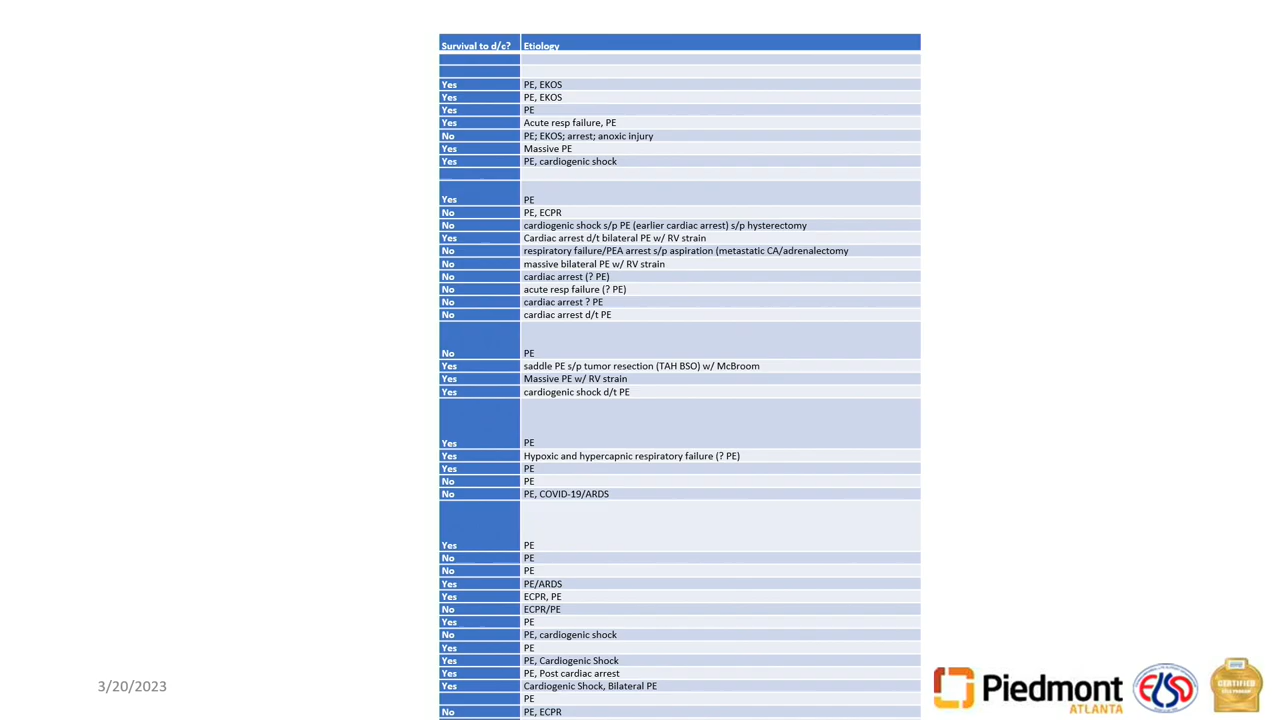 Survival to d/c? Etiology
Yes PE, EKOS
Yes PE, EKOS
Yes PE
Yes Acute resp failure, PE
No PE; EKOS; arrest; anoxic injury
Yes Massive PE
Yes PE, cardiogenic shock
Yes PE
No PE, ECPR
No cardiogenic shock s/p PE (earlier cardiac arrest) s/p hysterectomy
Yes Cardiac arrest d/t bilateral PE w/ RV strain
No respiratory failure/PEA arrest s/p aspiration (metastatic CA/adrenalectomy
No massive bilateral PE w/ RV strain
No cardiac arrest (? PE)
No acute resp failure (? PE)
No cardiac arrest ? PE
No cardiac arrest d/t PE
No PE
Yes saddle PE s/p tumor resection (TAH BSO) w/ McBroom
Yes Massive PE w/ RV strain
Yes cardiogenic shock d/t PE
Yes PE
Yes Hypoxic and hypercapnic respiratory failure (? PE)
Yes PE
No PE
No PE, COVID-19/ARDS
Yes PE
No PE
No PE
Yes PE/ARDS
Yes ECPR, PE
No ECPR/PE
Yes PE
No PE, cardiogenic shock
Yes PE
Yes PE, Cardiogenic Shock
Yes PE, Post cardiac arrest
Yes Cardiogenic Shock, Bilateral PE
PE
No PE, ECPR
3/20/2023
Piedmont
ATLANTA
ELSO
CERTIFIED